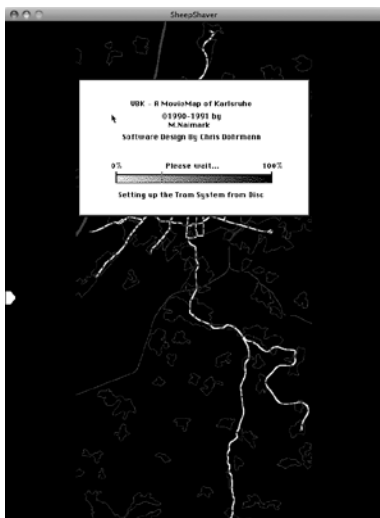 SheepShaver
VBK - A MovieMap of Karlsruhe
©1990-1991 by
M.Naimark
Software Design By Chris Dohrmann
0% Please wait... 100%
Setting up the Tram System from Disc